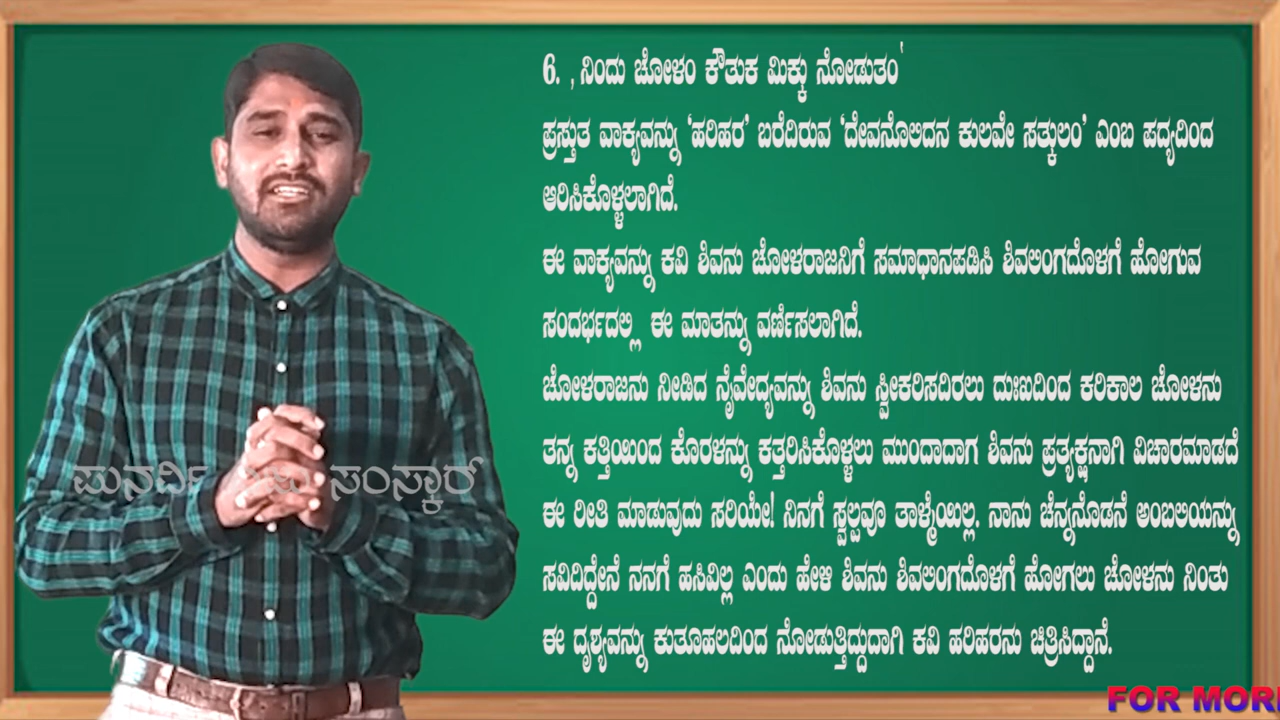 6. , ನಿಂದು ಚೋಳಂ ಕೌತುಕ ಮಿಕ್ಕು ನೋಡುತಂ'
ಪ್ರಸ್ತುತ ವಾಕ್ಯವನ್ನು 'ಹರಿಹರ' ಬರೆದಿರುವ 'ದೇವನೊಲಿದನ ಕುಲವೇ ಸತ್ಕುಲಂ' ಎಂಬ ಪದ್ಯದಿಂದ
ಆರಿಸಿಕೊಳ್ಳಲಾಗಿದೆ.
ಈ ವಾಕ್ಯವನ್ನು ಕವಿ ಶಿವನು ಚೋಳರಾಜನಿಗೆ ಸಮಾಧಾನಪಡಿಸಿ ಶಿವಲಿಂಗದೊಳಗೆ ಹೋಗುವ
ಸಂದರ್ಭದಲ್ಲಿ ಈ ಮಾತನ್ನು ವರ್ಣಿಸಲಾಗಿದೆ.
ಚೋಳರಾಜನು ನೀಡಿದ ನೈವೇದ್ಯವನ್ನು ಶಿವನು ಸ್ವೀಕರಿಸದಿರಲು ದುಃಖದಿಂದ ಕರಿಕಾಲ ಚೋಳನು
ತನ್ನ ಕತ್ತಿಯಿಂದ ಕೊರಳನ್ನು ಕತ್ತರಿಸಿಕೊಳ್ಳಲು ಮುಂದಾದಾಗ ಶಿವನು ಪ್ರತ್ಯಕ್ಷನಾಗಿ ವಿಚಾರಮಾಡದೆ
ಈ ರೀತಿ ಮಾಡುವುದು ಸರಿಯೇ! ನಿನಗೆ ಸ್ವಲ್ಪವೂ ತಾಳ್ಮೆಯಿಲ್ಲ. ನಾನು ಚೆನ್ನನೊಡನೆ ಅಂಬಲಿಯನ್ನು
ಸವಿದಿದ್ದೇನೆ ನನಗೆ ಹಸಿವಿಲ್ಲ ಎಂದು ಹೇಳಿ ಶಿವನು ಶಿವಲಿಂಗದೊಳಗೆ ಹೋಗಲು ಚೋಳನು ನಿಂತು
ಈ ದೃಶ್ಯವನ್ನು ಕುತೂಹಲದಿಂದ ನೋಡುತ್ತಿದ್ದುದಾಗಿ ಕವಿ ಹರಿಹರನು ಚಿತ್ರಿಸಿದ್ದಾನೆ.
ಸಂಸ್ಕಾರ್
FOR MORE